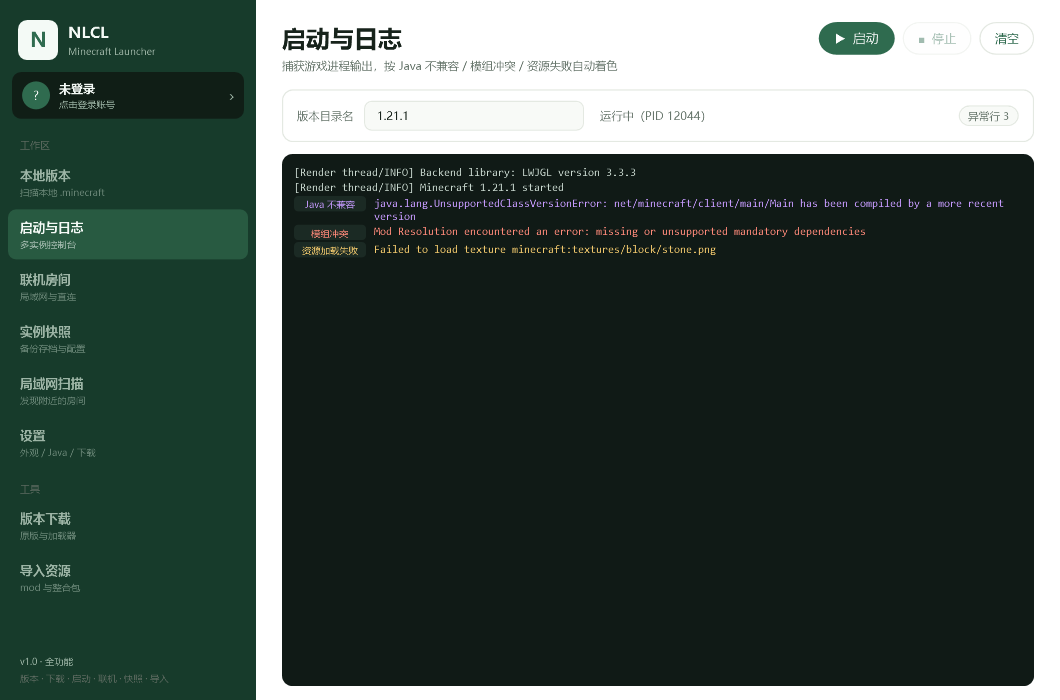 N
NLCL
Minecraft Launcher
?
未登录
点击登录账号
›
工作区
本地版本
扫描本地 .minecraft
启动与日志
多实例控制台
联机房间
局域网与直连
实例快照
备份存档与配置
局域网扫描
发现附近的房间
设置
外观 / Java / 下载
工具
版本下载
原版与加载器
导入资源
mod 与整合包
v1.0 · 全功能
版本 · 下载 · 启动 · 联机 · 快照 · 导入
启动与日志
捕获游戏进程输出，按 Java 不兼容 / 模组冲突 / 资源失败自动着色
▶ 启动
■ 停止
清空
版本目录名
1.21.1
运行中（PID 12044）
异常行 3
[Render thread/INFO] Backend library: LWJGL version 3.3.3
[Render thread/INFO] Minecraft 1.21.1 started
Java 不兼容 java.lang.UnsupportedClassVersionError: net/minecraft/client/main/Main has been compiled by a more recent
version
模组冲突 Mod Resolution encountered an error: missing or unsupported mandatory dependencies
资源加载失败 Failed to load texture minecraft:textures/block/stone.png